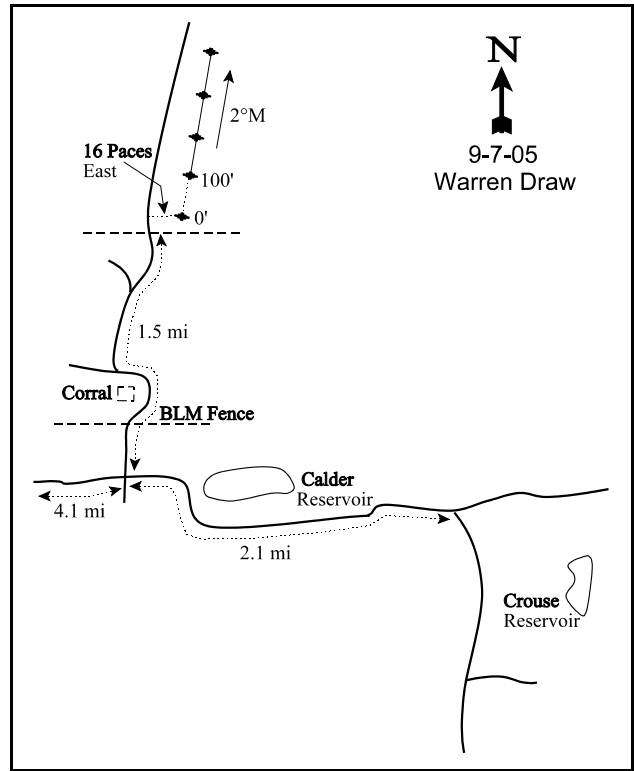 N
9-7-05
Warren Draw
2°M
16 Paces
East
100'
0'
1.5 mi
Corral
BLM Fence
Calder
Reservoir
4.1 mi
2.1 mi
Crouse
Reservoir